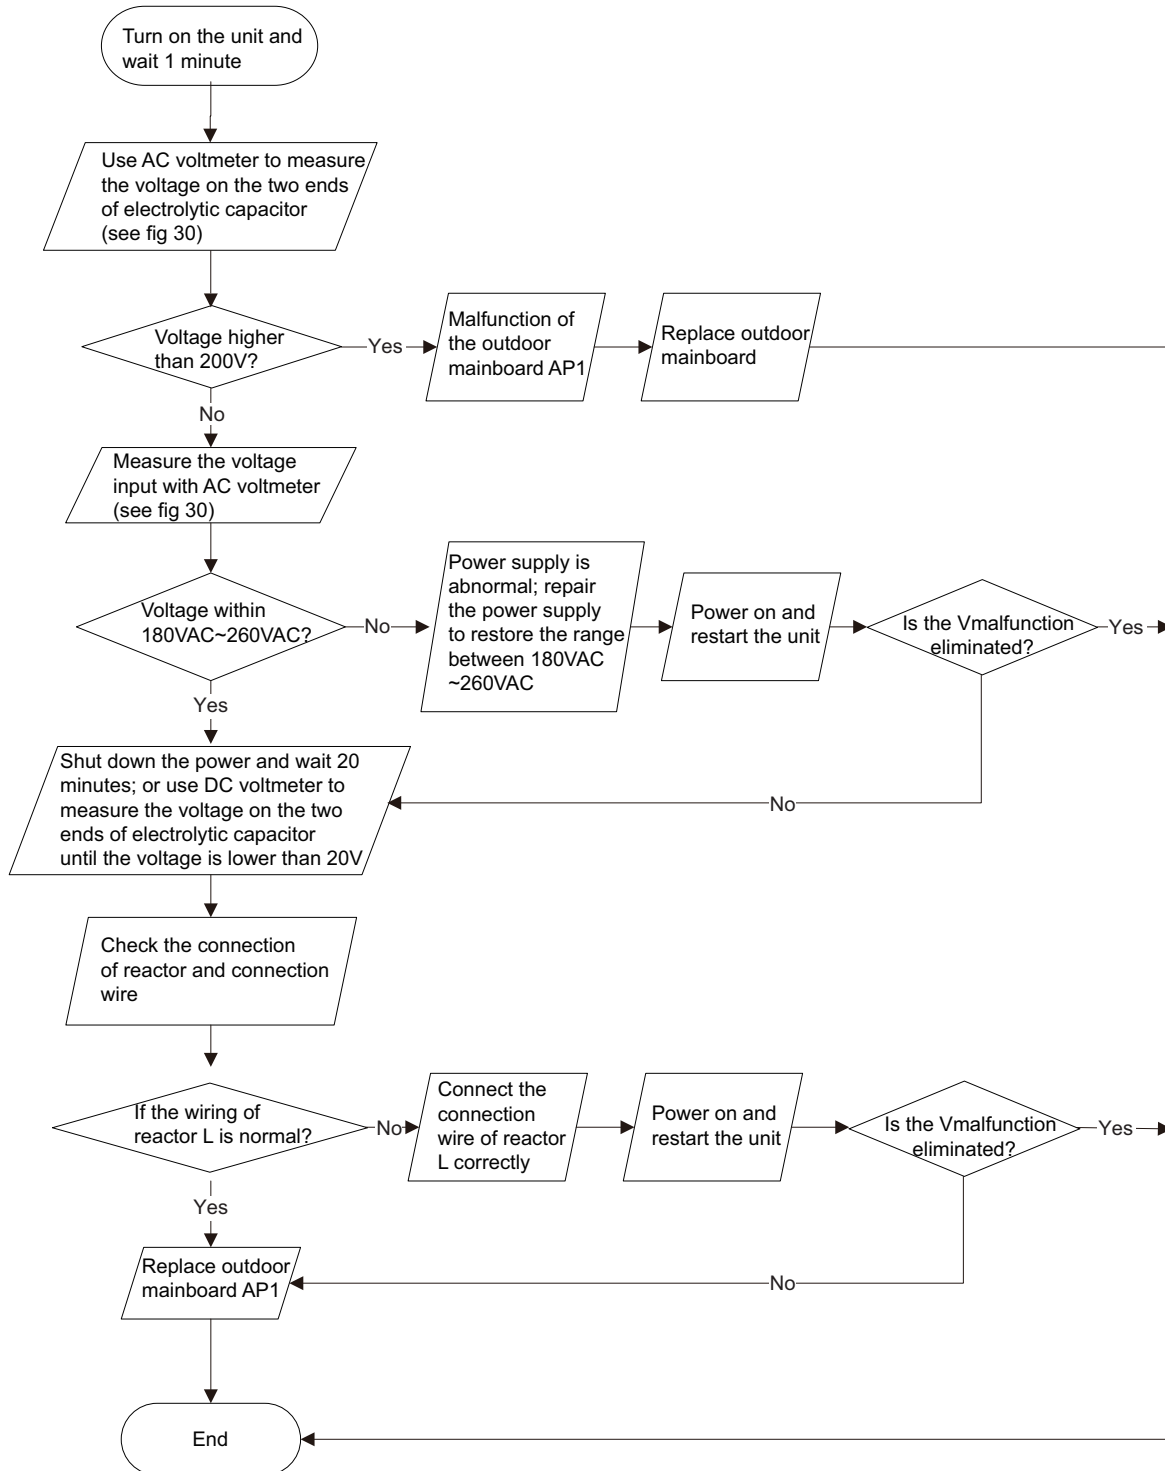 Turn on the unit and
wait 1 minute
Use AC voltmeter to measure
the voltage on the two ends
of electrolytic capacitor
(see fig 30)
Voltage higher
than 200V?
Yes
Malfunction of
the outdoor
mainboard AP1
Replace outdoor
mainboard
No
Measure the voltage
input with AC voltmeter
(see fig 30)
Voltage within
180VAC~260VAC?
No
Power supply is
abnormal; repair
the power supply
to restore the range
between 180VAC
~260VAC
Power on and
restart the unit
Is the Vmalfunction
eliminated?
Yes
Yes
No
Shut down the power and wait 20
minutes; or use DC voltmeter to
measure the voltage on the two
ends of electrolytic capacitor
until the voltage is lower than 20V
Check the connection
of reactor and connection
wire
If the wiring of
reactor L is normal?
No
Connect the
connection
wire of reactor
L correctly
Power on and
restart the unit
Is the Vmalfunction
eliminated?
Yes
Yes
No
Replace outdoor
mainboard AP1
End